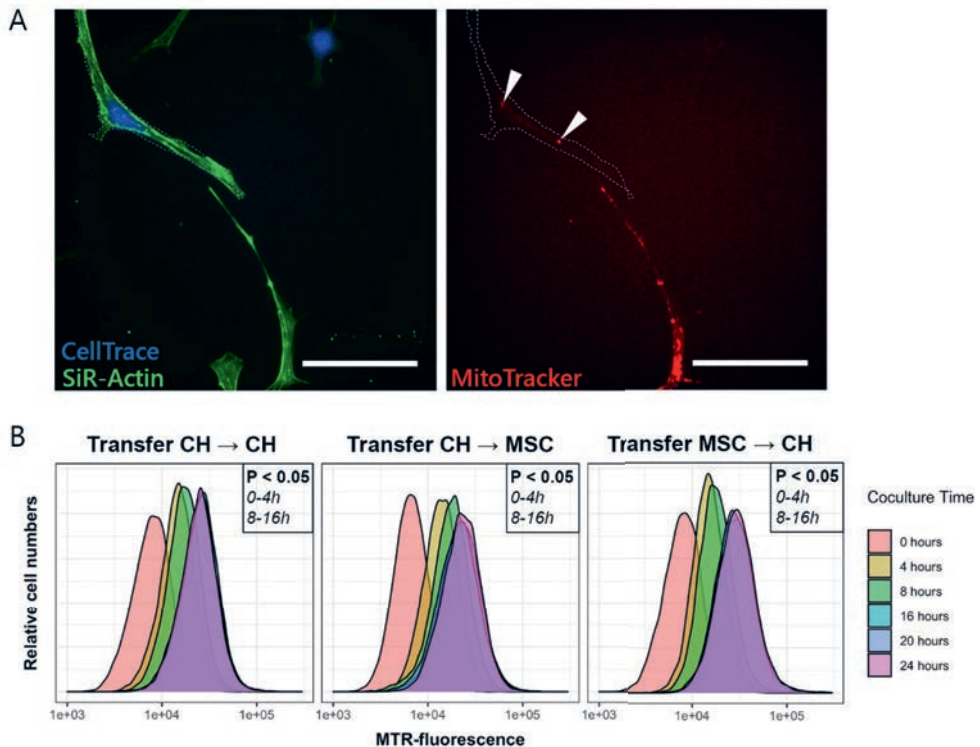 A
CellTrace
SiR-Actin
MitoTracker
B
Transfer CH → CH
Transfer CH → MSC
Transfer MSC → CH
P < 0.05
0-4h
8-16h
P < 0.05
0-4h
8-16h
P < 0.05
0-4h
8-16h
Relative cell numbers
1e+03 1e+04 1e+05
1e+03 1e+04 1e+05
1e+03 1e+04 1e+05
MTR-fluorescence
Coculture Time
0 hours
4 hours
8 hours
16 hours
20 hours
24 hours